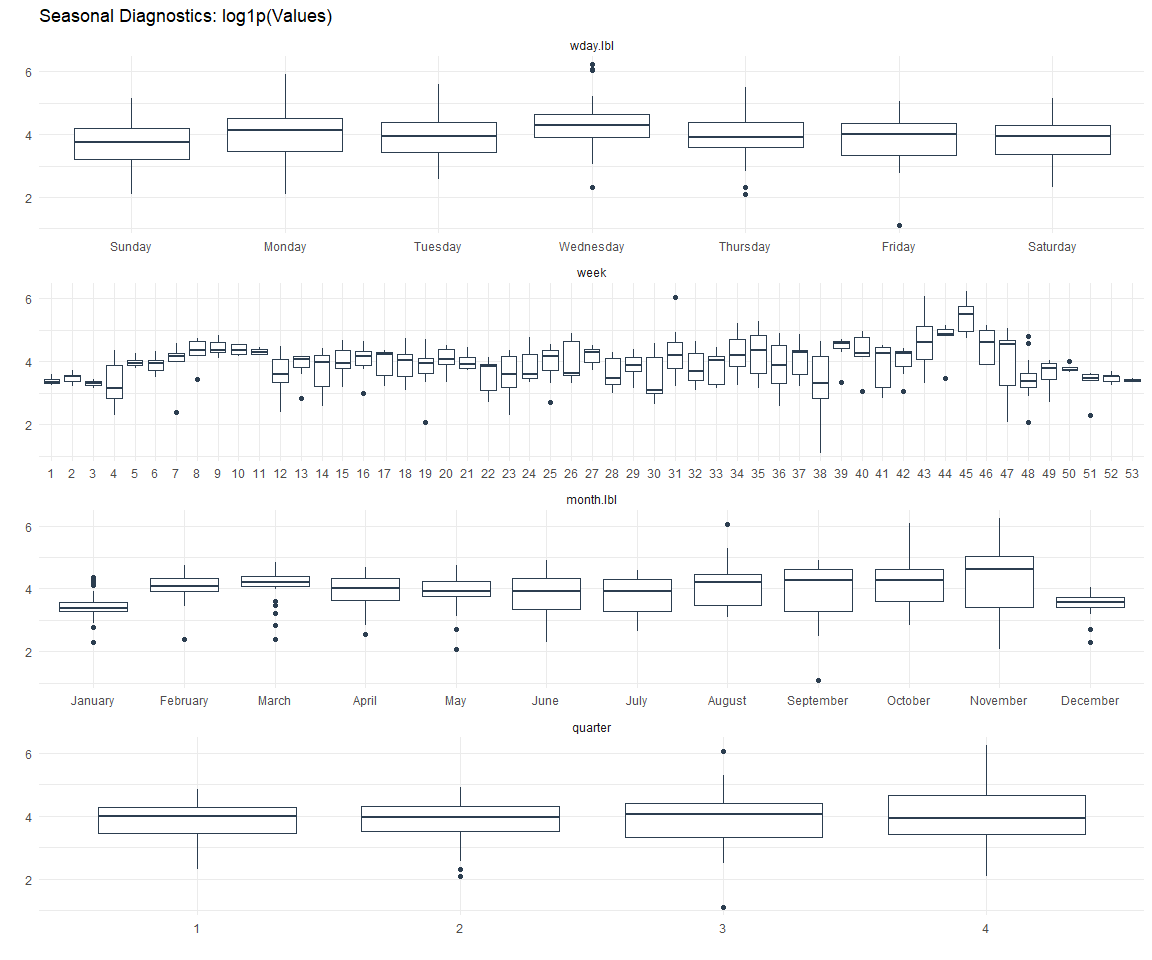 Seasonal Diagnostics: log1p(Values)
wday.lbl
6
4
2
Sunday Monday Tuesday Wednesday Thursday Friday Saturday
week
6
4
2
1 2 3 4 5 6 7 8 9 10 11 12 13 14 15 16 17 18 19 20 21 22 23 24 25 26 27 28 29 30 31 32 33 34 35 36 37 38 39 40 41 42 43 44 45 46 47 48 49 50 51 52 53
month.lbl
6
4
2
January February March April May June July August September October November December
quarter
6
4
2
1 2 3 4